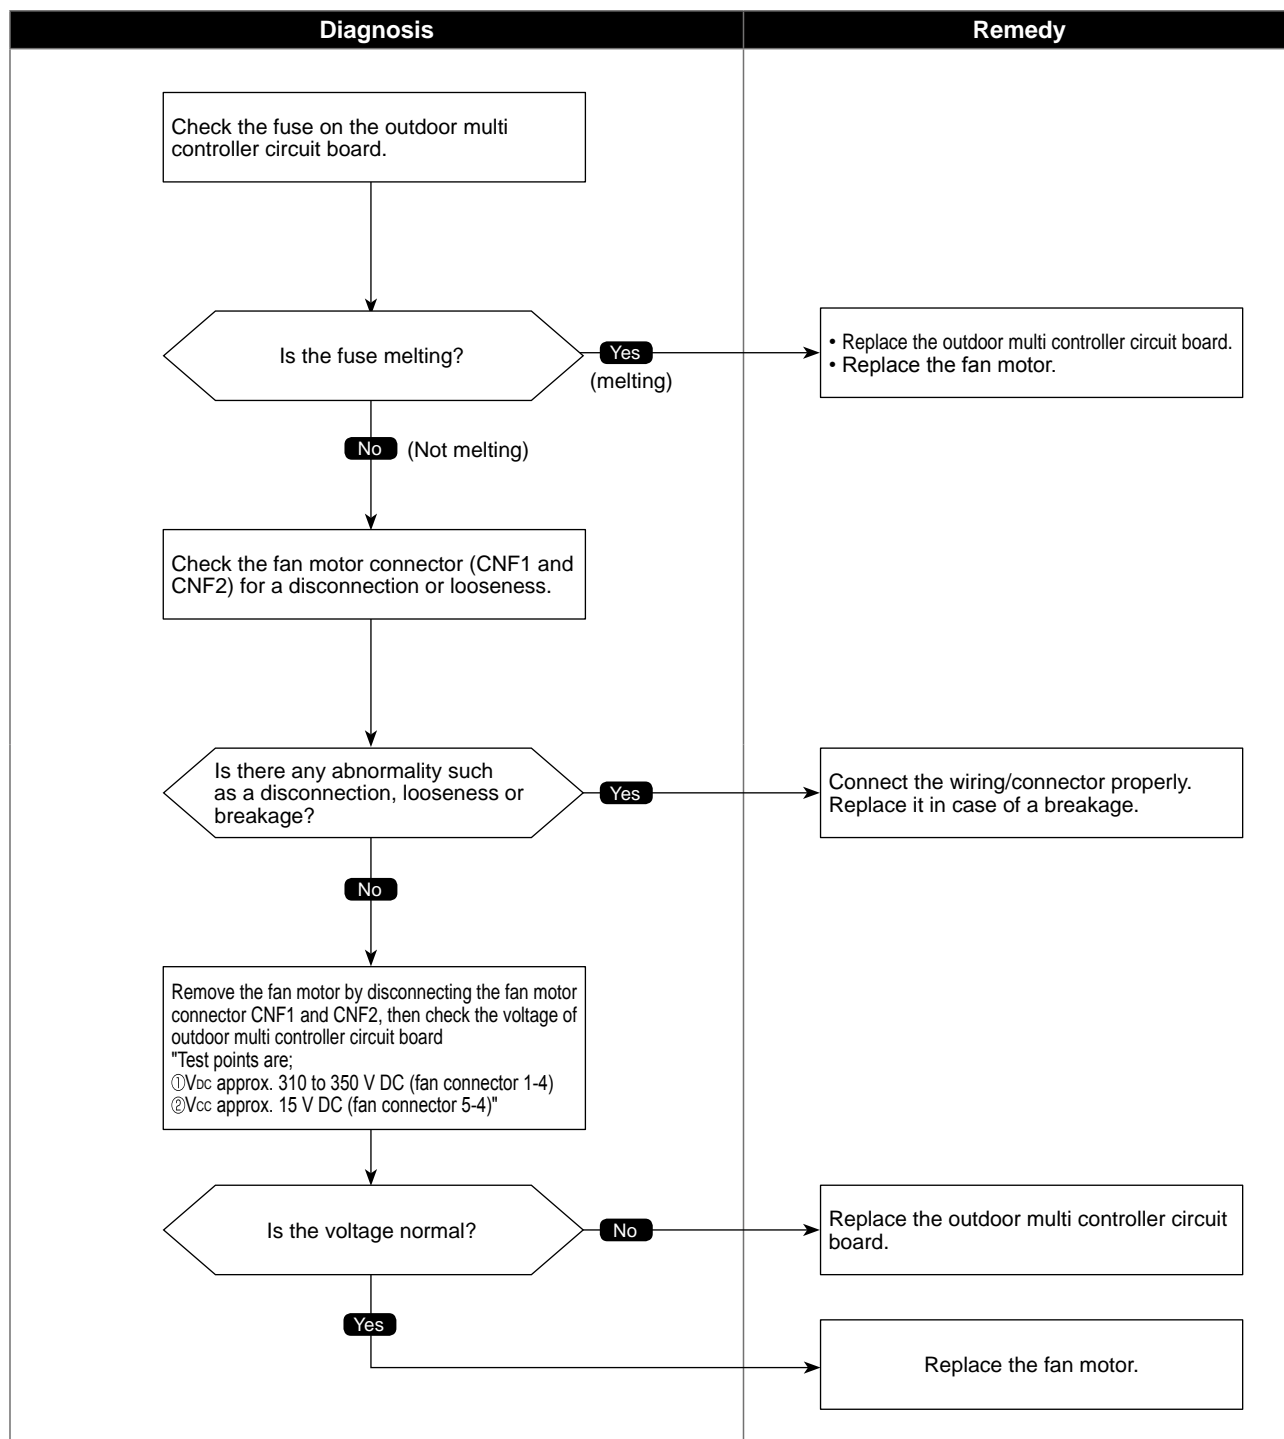 Diagnosis
Remedy
Check the fuse on the outdoor multi
controller circuit board.
Is the fuse melting?
Yes
(melting)
• Replace the outdoor multi controller circuit board.
• Replace the fan motor.
No (Not melting)
Check the fan motor connector (CNF1 and
CNF2) for a disconnection or looseness.
Is there any abnormality such
as a disconnection, looseness or
breakage?
Yes
Connect the wiring/connector properly.
Replace it in case of a breakage.
No
Remove the fan motor by disconnecting the fan motor
connector CNF1 and CNF2, then check the voltage of
outdoor multi controller circuit board
"Test points are;
①VDC approx. 310 to 350 V DC (fan connector 1-4)
②VCC approx. 15 V DC (fan connector 5-4)"
Is the voltage normal?
No
Replace the outdoor multi controller circuit
board.
Yes
Replace the fan motor.